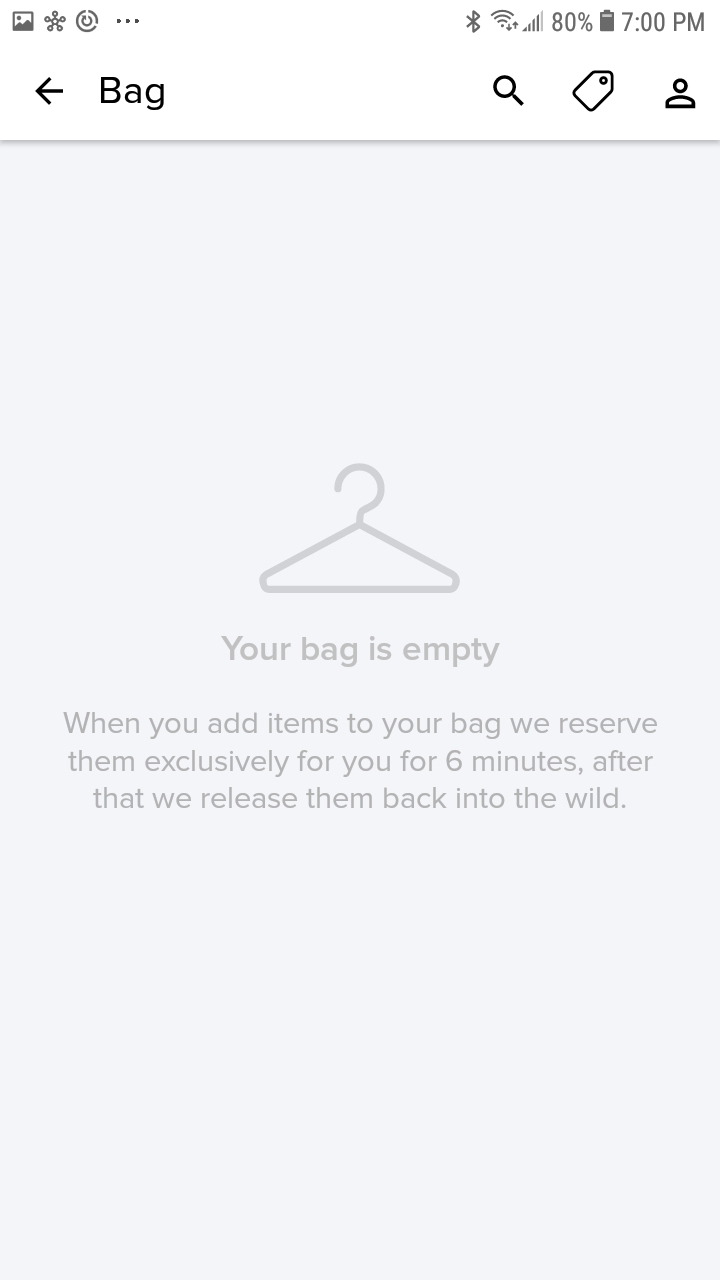 80% 7:00 PM
Bag
Your bag is empty
When you add items to your bag we reserve
them exclusively for you for 6 minutes, after
that we release them back into the wild.